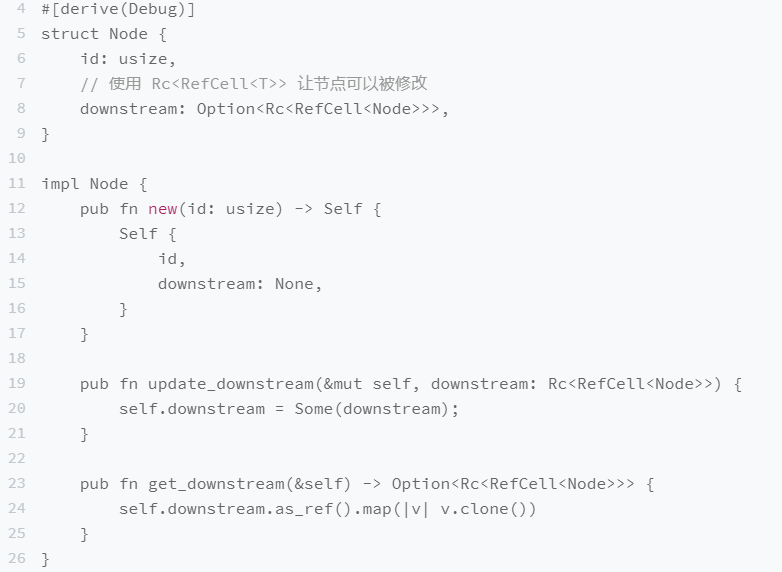 4 #[derive(Debug)]
5 struct Node {
6     id: usize,
7     // 使用 Rc<RefCell<T>> 让节点可以被修改
8     downstream: Option<Rc<RefCell<Node>>>,
9 }
10
11 impl Node {
12     pub fn new(id: usize) -> Self {
13         Self {
14             id,
15             downstream: None,
16         }
17     }
18
19     pub fn update_downstream(&mut self, downstream: Rc<RefCell<Node>>) {
20         self.downstream = Some(downstream);
21     }
22
23     pub fn get_downstream(&self) -> Option<Rc<RefCell<Node>>> {
24         self.downstream.as_ref().map(|v| v.clone())
25     }
26 }